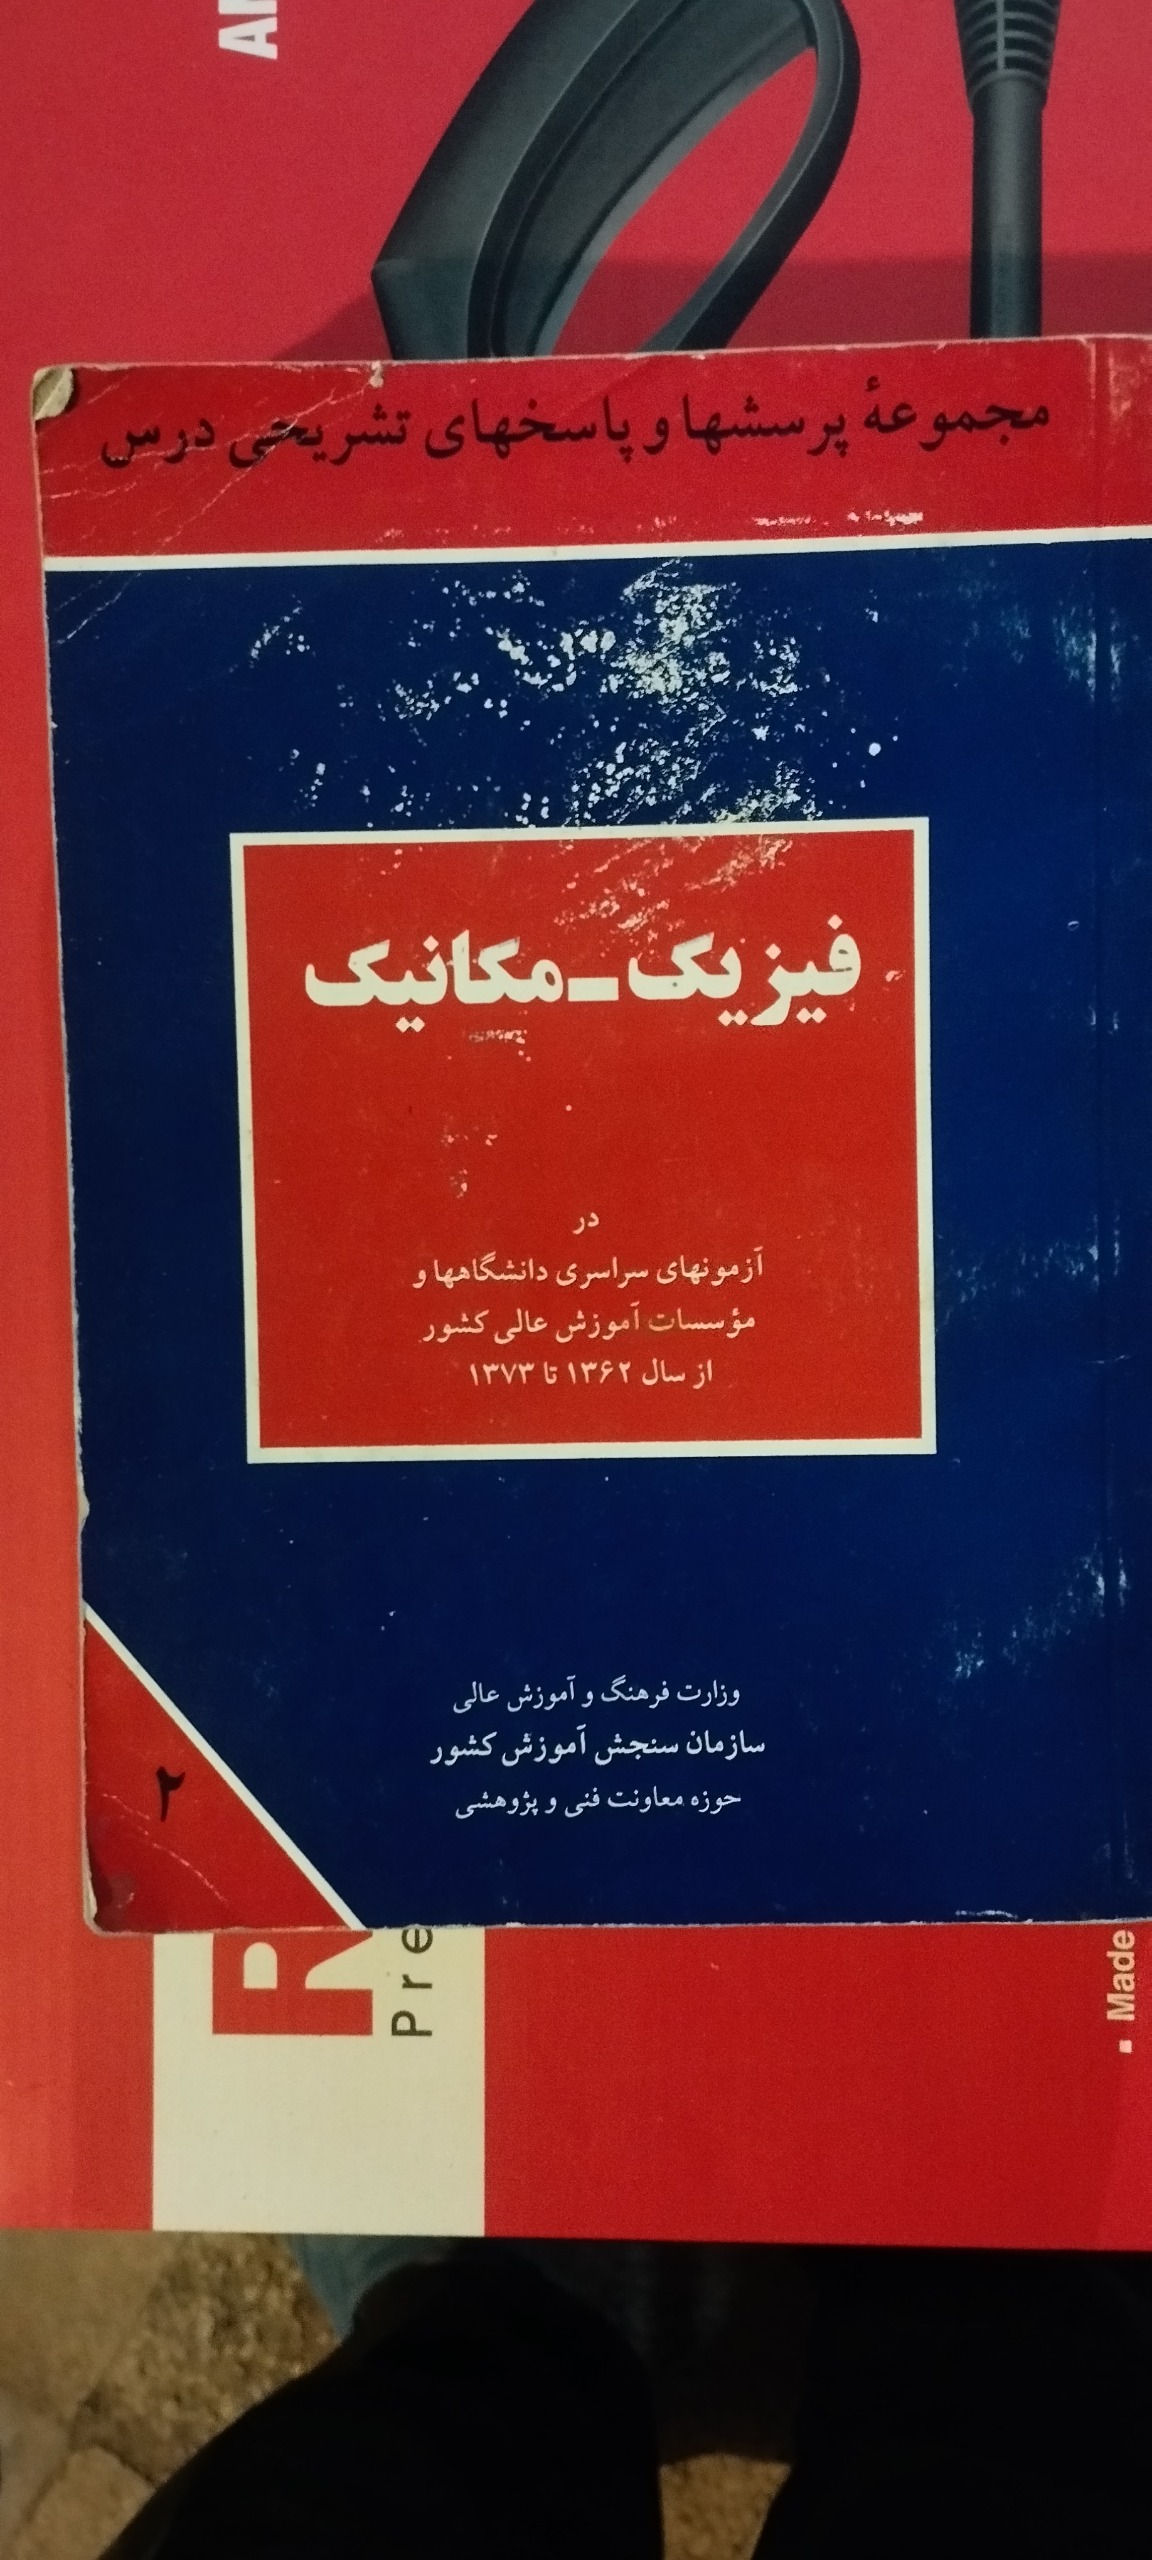 AN
مجموعهٔ پرسشها و پاسخهای تشریحی درس
فیزیک - مکانیک
در
آزمونهای سراسری دانشگاهها و
مؤسسات آموزش عالی کشور
از سال ۱۳۶۲ تا ۱۳۷۳
وزارت فرهنگ و آموزش عالی
سازمان سنجش آموزش کشور
حوزه معاونت فنی و پژوهشی
۲
R
Pre
▪ Made